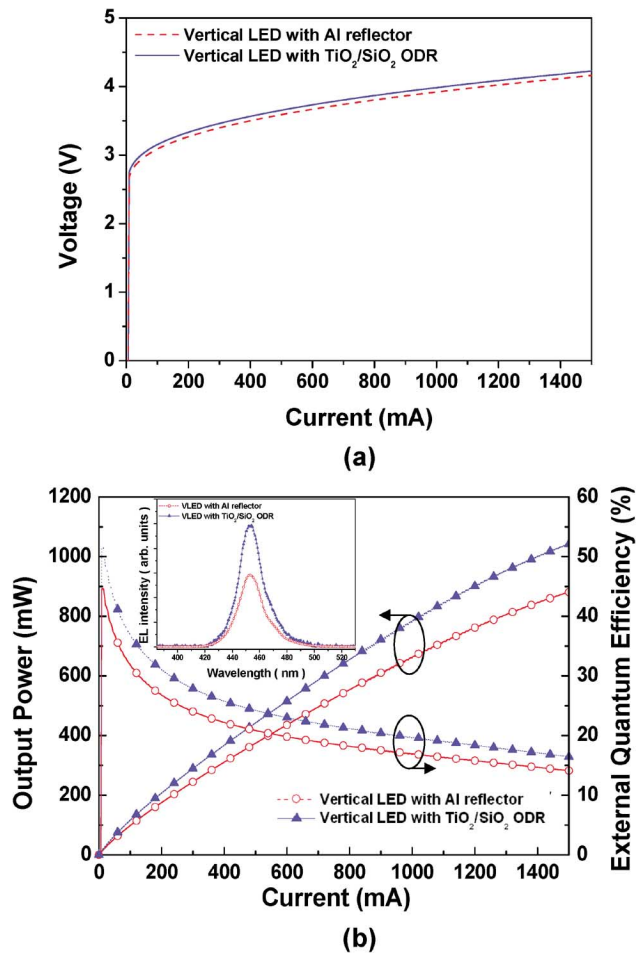 Vertical LED with Al reflector
Vertical LED with TiO₂/SiO₂ ODR
5
4
3
2
1
0
Voltage (V)
0 200 400 600 800 1000 1200 1400
Current (mA)
(a)
1200
1000
800
600
400
200
0
Output Power (mW)
VLED with Al reflector
VLED with TiO₂/SiO₂ ODR
EL intensity ( arb. units )
400 420 440 460 480 500 520
Wavelength ( nm )
60
50
40
30
20
10
0
External Quantum Efficiency (%)
Vertical LED with Al reflector
Vertical LED with TiO₂/SiO₂ ODR
0 200 400 600 800 1000 1200 1400
Current (mA)
(b)